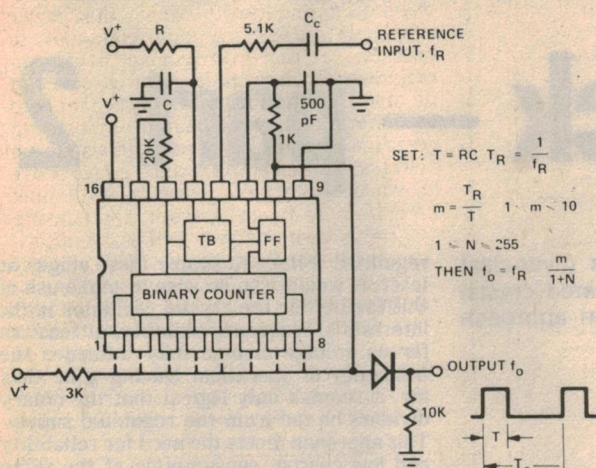 V+
R
5.1K
Cc
REFERENCE
INPUT, fR
C
V+
20K
1K
500
pF
16
9
TB
FF
BINARY COUNTER
1
8
V+
3K
OUTPUT fo
10K
T
SET: T = RC TR = 1/fR
m = TR/T 1 m 10
1 N 255
THEN fo = fR m/1+N